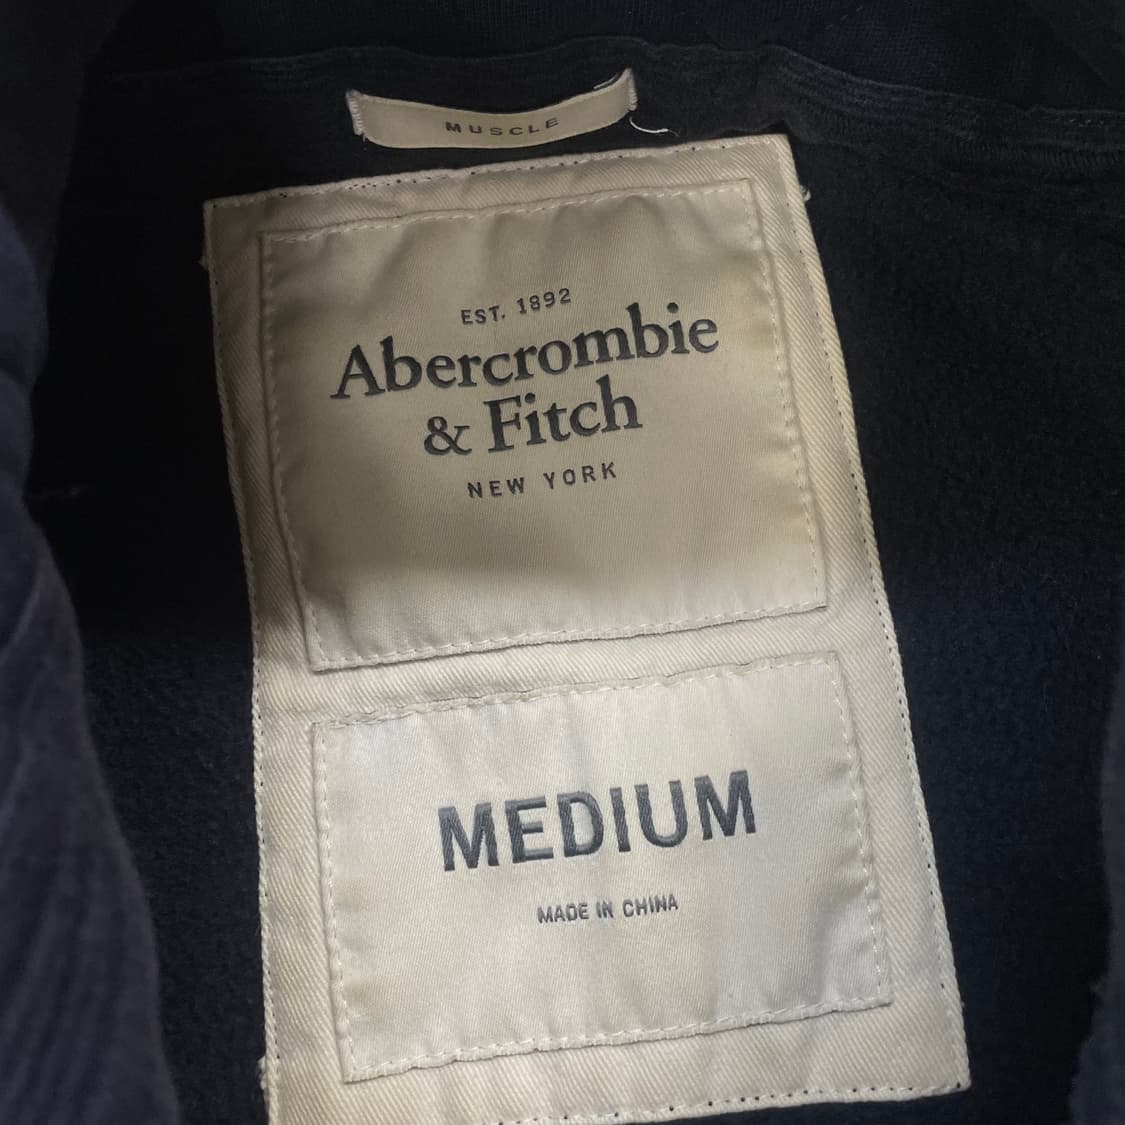 MUSCLE
EST. 1892
Abercrombie
& Fitch
NEW YORK
MEDIUM
MADE IN CHINA